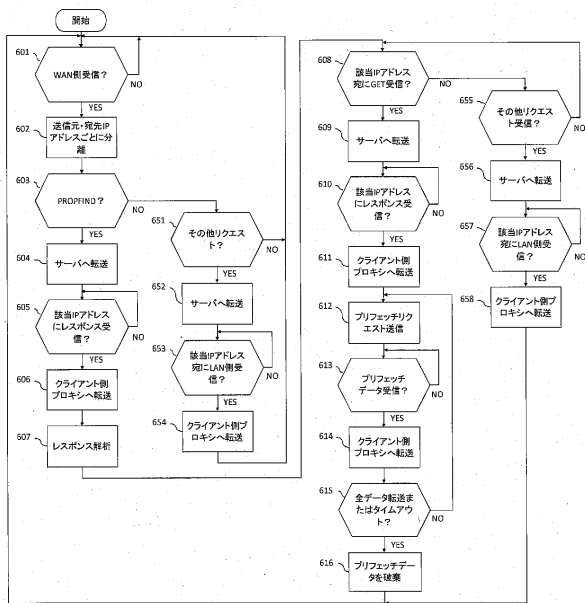 開始
601
WAN側受信？
NO
YES
602
送信元・宛先IP
アドレスごとに分
離
603
PROPFIND？
NO
YES
604
サーバへ転送
605
該当IPアドレス
にレスポンス受
信？
NO
YES
606
クライアント側
プロキシへ転送
607
レスポンス解析
651
その他リクエス
ト？
NO
YES
652
サーバへ転送
653
該当IPアドレス
宛にLAN側受
信？
NO
YES
654
クライアント側プ
ロキシへ転送
608
該当IPアドレス
宛にGET受信？
NO
YES
609
サーバへ転送
610
該当IPアドレス
にレスポンス受
信？
NO
YES
611
クライアント側
プロキシへ転送
612
プリフェッチリク
エスト送信
613
プリフェッチ
データ受信？
NO
YES
614
クライアント側
プロキシへ転送
615
全データ転送ま
たはタイムアウ
ト？
NO
YES
616
プリフェッチデー
タを破棄
655
その他リクエ
スト受信？
NO
YES
656
サーバへ転送
657
該当IPアドレス
宛にLAN側受
信？
NO
YES
658
クライアント側プ
ロキシへ転送